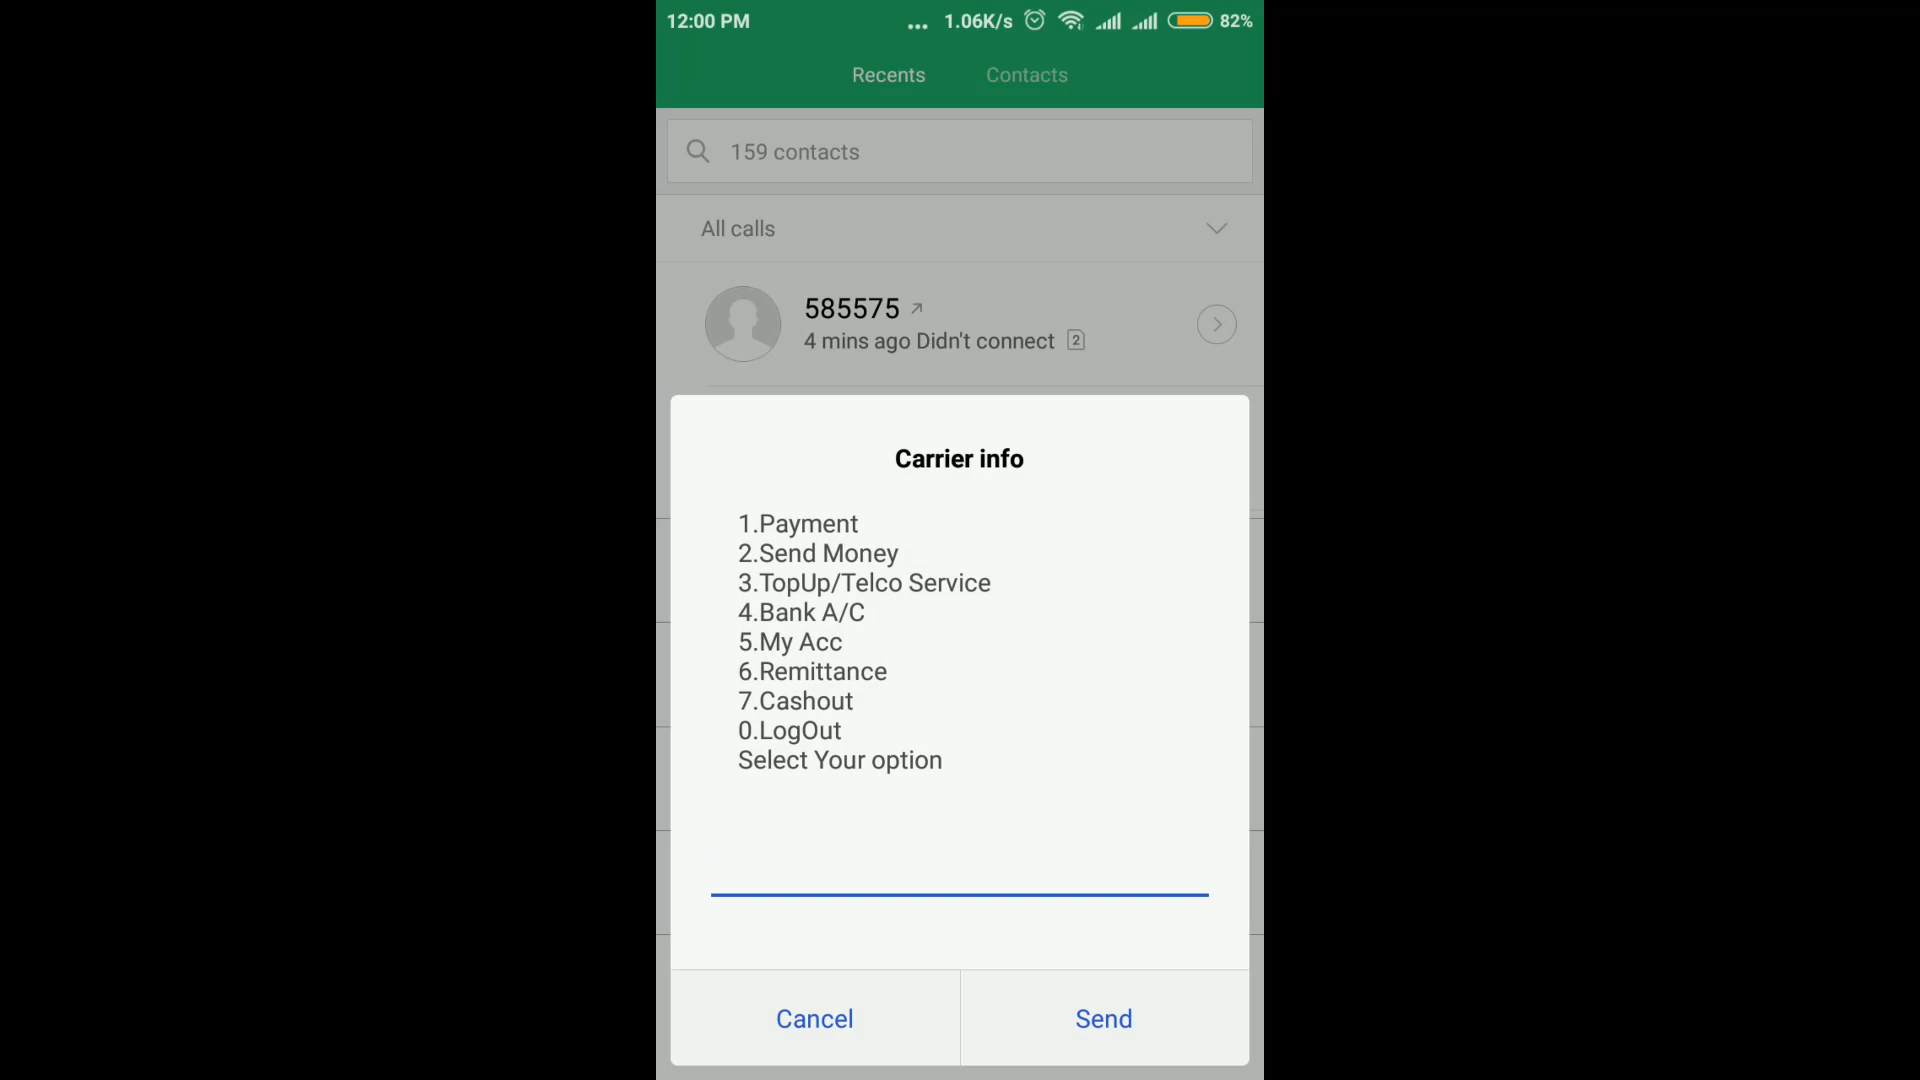 12:00 PM ... 1.06K/s 82%
Recents Contacts
159 contacts
All calls
585575
4 mins ago Didn't connect 2
Carrier info
1.Payment
2.Send Money
3.TopUp/Telco Service
4.Bank A/C
5.My Acc
6.Remittance
7.Cashout
0.LogOut
Select Your option
Cancel Send